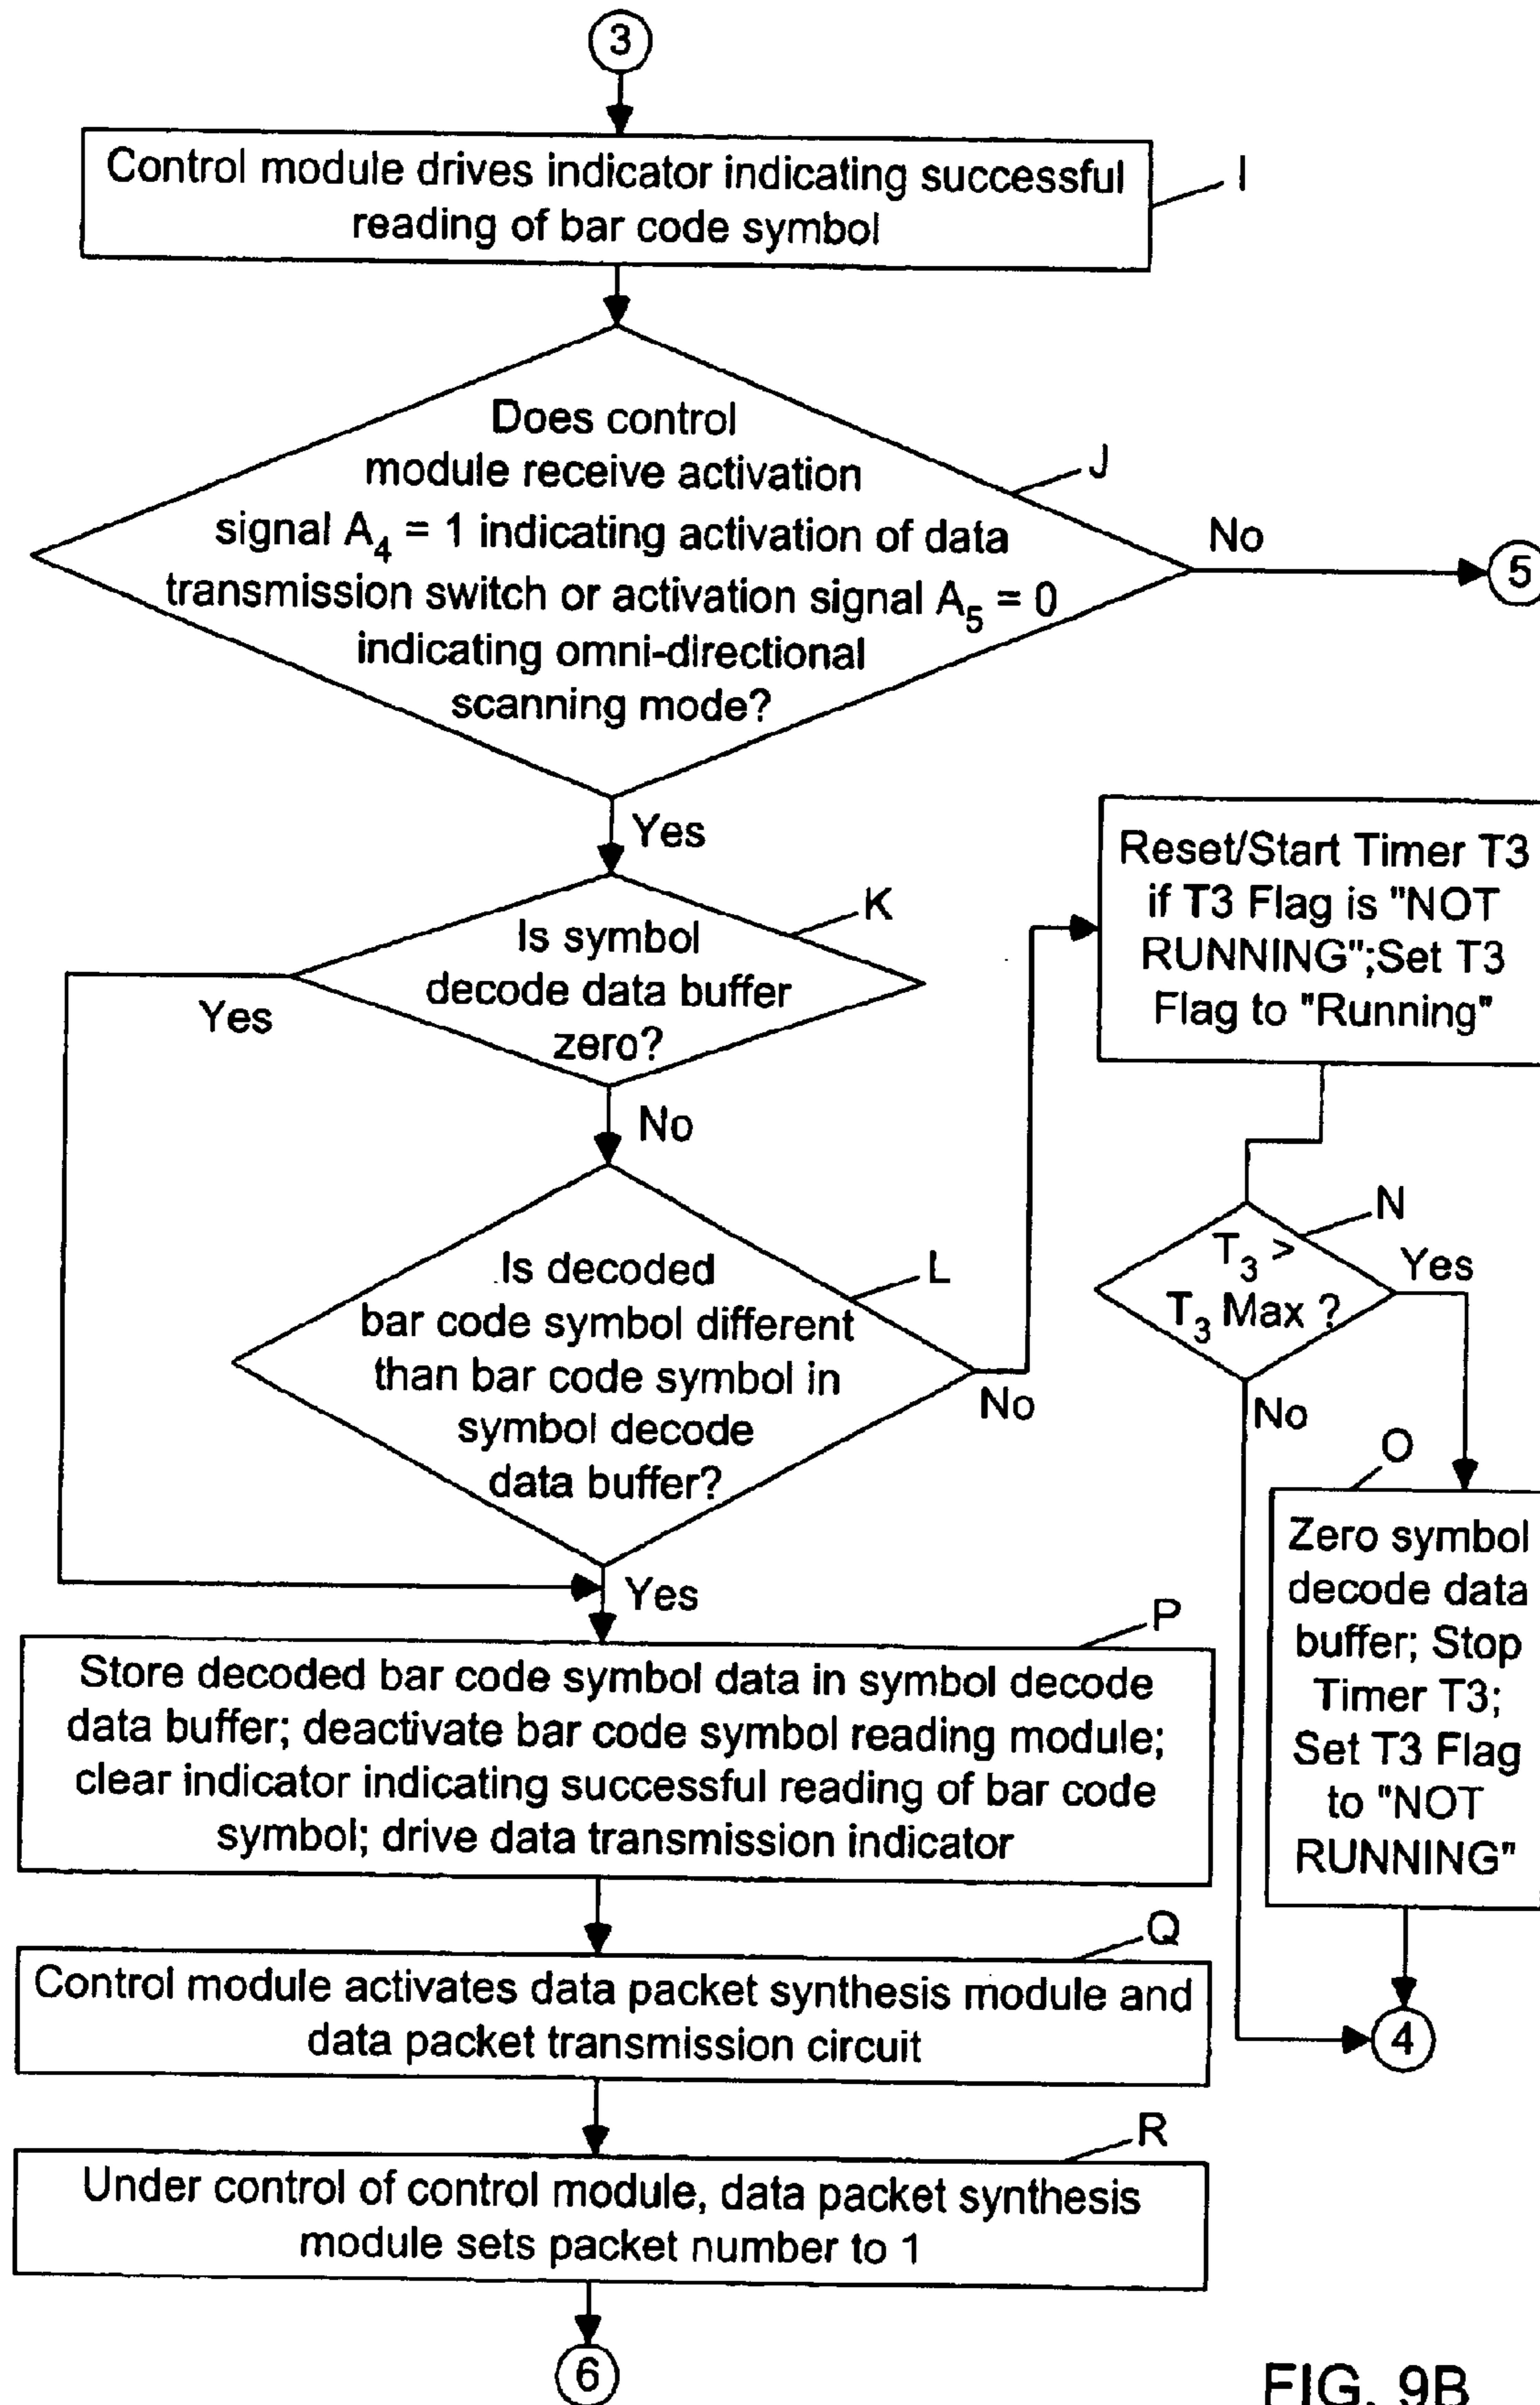 3
Control module drives indicator indicating successful
reading of bar code symbol
I
Does control
module receive activation
signal A4 = 1 indicating activation of data
transmission switch or activation signal A5 = 0
indicating omni-directional
scanning mode?
J
No
5
Yes
Is symbol
decode data buffer
zero?
K
Yes
No
Reset/Start Timer T3
if T3 Flag is "NOT
RUNNING";Set T3
Flag to "Running"
Is decoded
bar code symbol different
than bar code symbol in
symbol decode
data buffer?
L
No
Yes
T3 >
T3 Max ?
N
Yes
No
O
Zero symbol
decode data
buffer; Stop
Timer T3;
Set T3 Flag
to "NOT
RUNNING"
4
P
Store decoded bar code symbol data in symbol decode
data buffer; deactivate bar code symbol reading module;
clear indicator indicating successful reading of bar code
symbol; drive data transmission indicator
Q
Control module activates data packet synthesis module and
data packet transmission circuit
R
Under control of control module, data packet synthesis
module sets packet number to 1
6
FIG. 9B